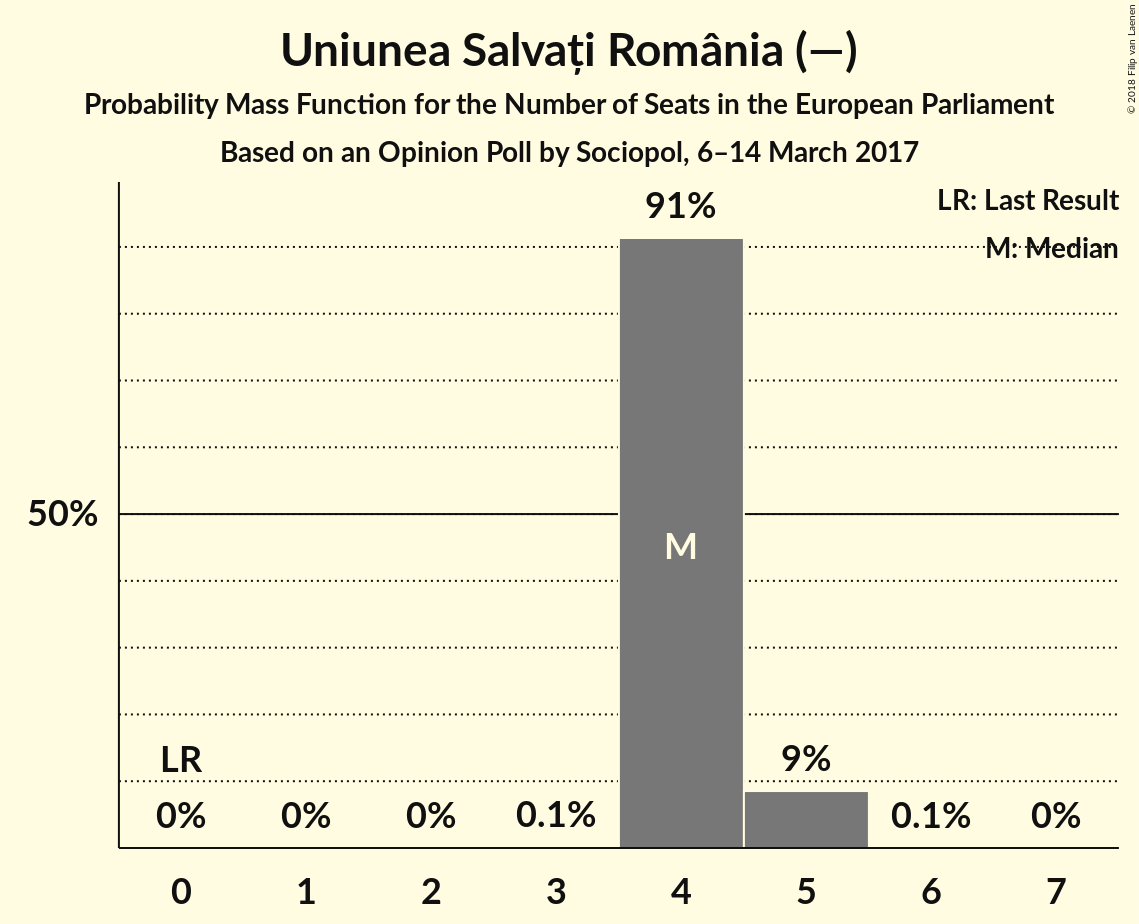 Uniunea Salvați România (—)
Probability Mass Function for the Number of Seats in the European Parliament
Based on an Opinion Poll by Sociopol, 6–14 March 2017
© 2018 Filip van Laenen
LR: Last Result
M: Median
91%
50%
M
LR
9%
0% 0% 0% 0.1% 0.1% 0%
0 1 2 3 4 5 6 7